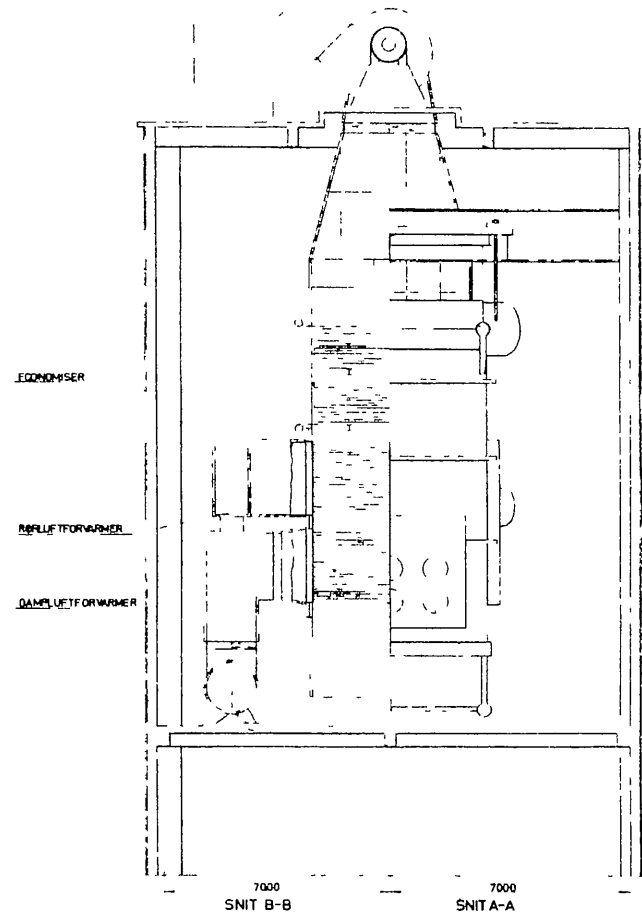 ECONOMISER
RØRLUFTFORVARMER
DAMPLUFTFORVARMER
7000 7000
SNIT B-B SNIT A-A